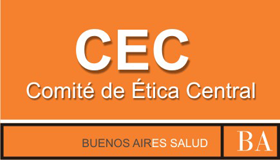 CEC
Comité de Ética Central
BUENOS AIRES SALUD BA